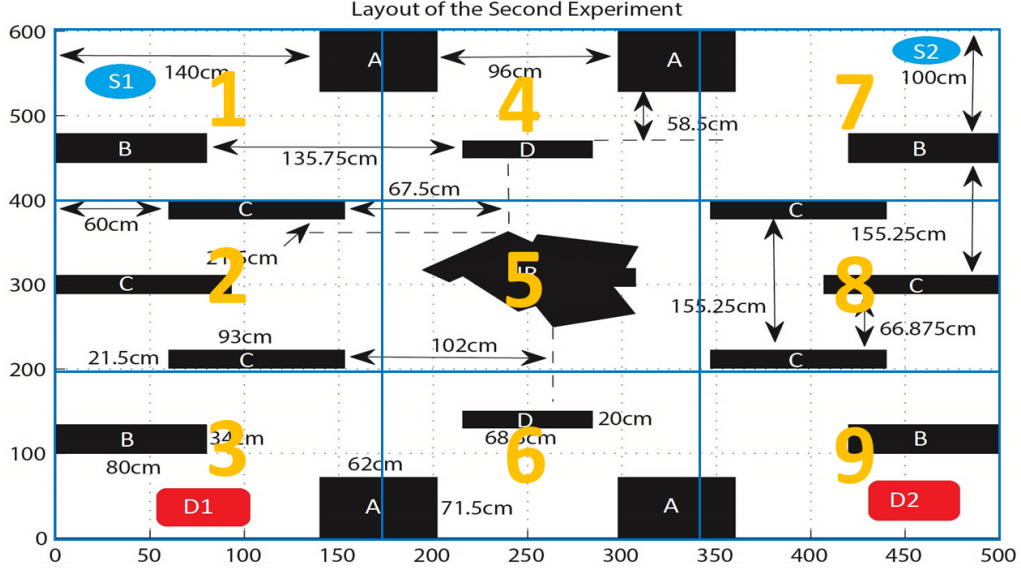 Layout of the Second Experiment
600
A
A
S1
S2
140cm
96cm
100cm
1
4
7
500
58.5cm
B
D
B
135.75cm
67.5cm
400
C
C
60cm
155.25cm
2
5
8
300
C
C
155.25cm
66.875cm
93cm
102cm
21.5cm
C
C
200
D
20cm
B
B
3
6
9
100
80cm
62cm
D1
A
71.5cm
A
D2
0
0 50 100 150 200 250 300 350 400 450 500